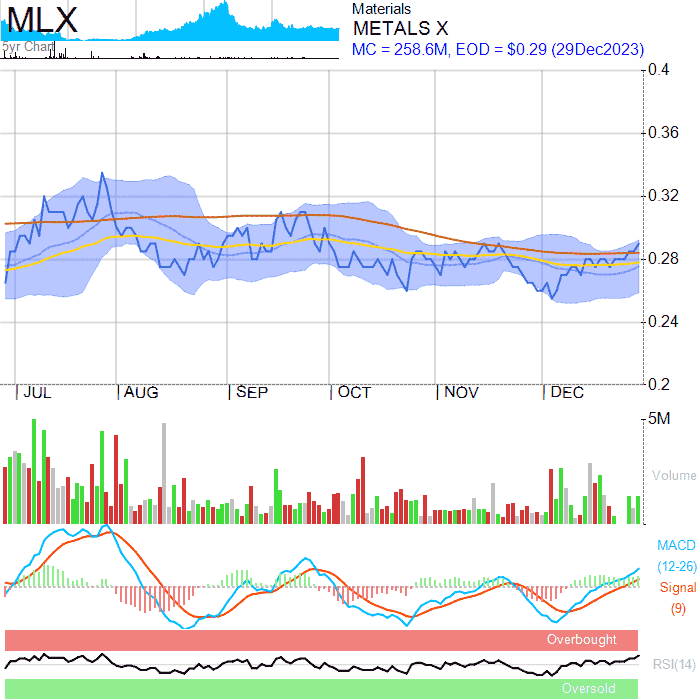 MLX
5yr Chart
Materials
METALS X
MC = 258.6M, EOD = $0.29 (29Dec2023)
0.4
0.36
0.32
0.28
0.24
0.2
JUL AUG SEP OCT NOV DEC
5M
Volume
MACD
(12-26)
Signal
(9)
Overbought
RSI(14)
Oversold